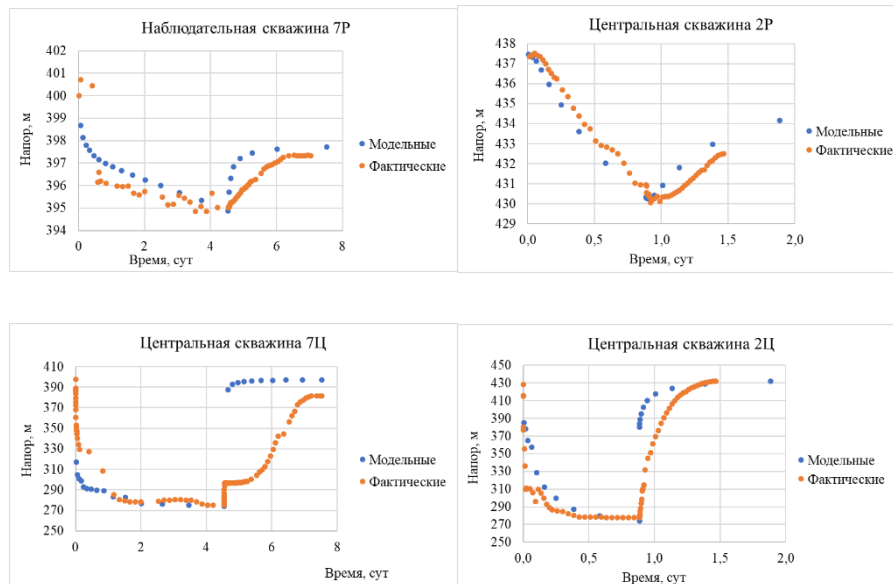 Наблюдательная скважина 7Р
402
401
400
399
398
397
396
395
394
0 2 4 6 8
Напор, м
Время, сут
Модельные
Фактические
Центральная скважина 2Р
438
437
436
435
434
433
432
431
430
429
0,0 0,5 1,0 1,5 2,0
Напор, м
Время, сут
Модельные
Фактические
Центральная скважина 7Ц
410
390
370
350
330
310
290
270
250
0 2 4 6 8
Напор, м
Время, сут
Модельные
Фактические
Центральная скважина 2Ц
450
430
410
390
370
350
330
310
290
270
250
0,0 0,5 1,0 1,5 2,0
Напор, м
Время, сут
Модельные
Фактические